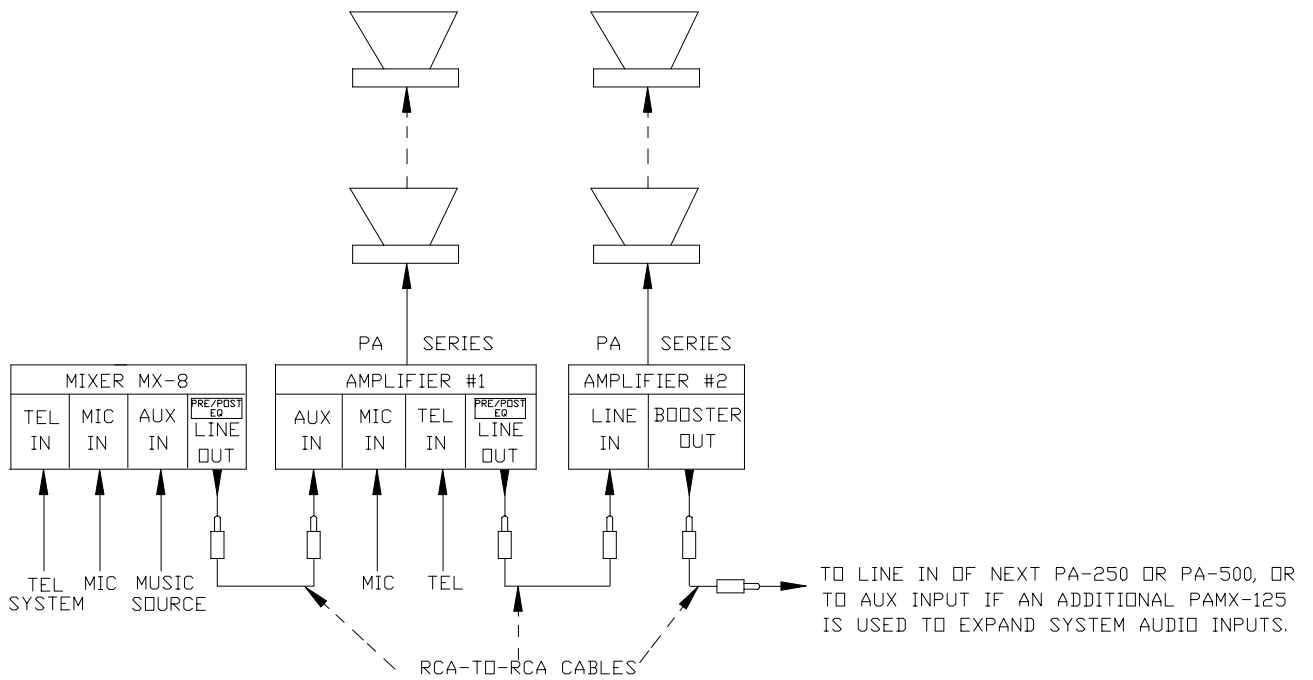 PA SERIES
PA SERIES
MIXER MX-8
TEL IN
MIC IN
AUX IN
PRE/POST EQ
LINE OUT
AMPLIFIER #1
AUX IN
MIC IN
TEL IN
PRE/POST EQ
LINE OUT
AMPLIFIER #2
LINE IN
BOOSTER OUT
TEL SYSTEM
MIC
MUSIC SOURCE
MIC
TEL
TO LINE IN OF NEXT PA-250 OR PA-500, OR
TO AUX INPUT IF AN ADDITIONAL PAMX-125
IS USED TO EXPAND SYSTEM AUDIO INPUTS.
RCA-TO-RCA CABLES